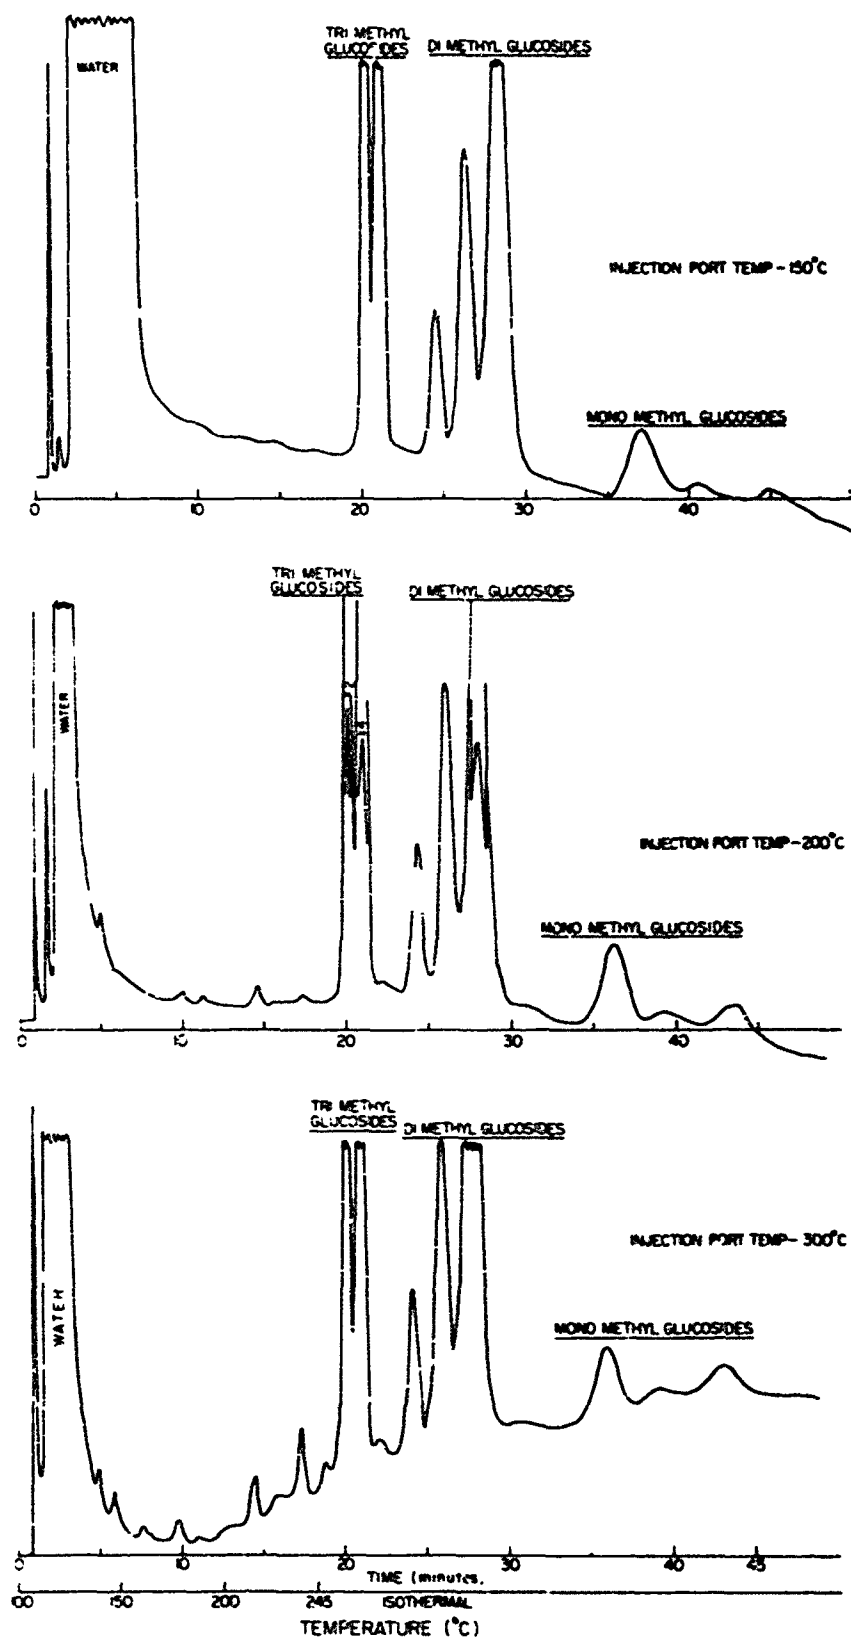 TRI METHYL
GLUCOSIDES
DI METHYL GLUCOSIDES
WATER
INJECTION PORT TEMP-150°C
MONO METHYL GLUCOSIDES
0 10 20 30 40
TRI METHYL
GLUCOSIDES
DI METHYL GLUCOSIDES
WATER
INJECTION PORT TEMP-200°C
MONO METHYL GLUCOSIDES
0 10 20 30 40
TRI METHYL
GLUCOSIDES
DI METHYL GLUCOSIDES
WATER
INJECTION PORT TEMP-300°C
MONO METHYL GLUCOSIDES
0 10 20 30 40 45
TIME (minutes,
100 150 200 245 ISOTHERMAL
TEMPERATURE (°C)